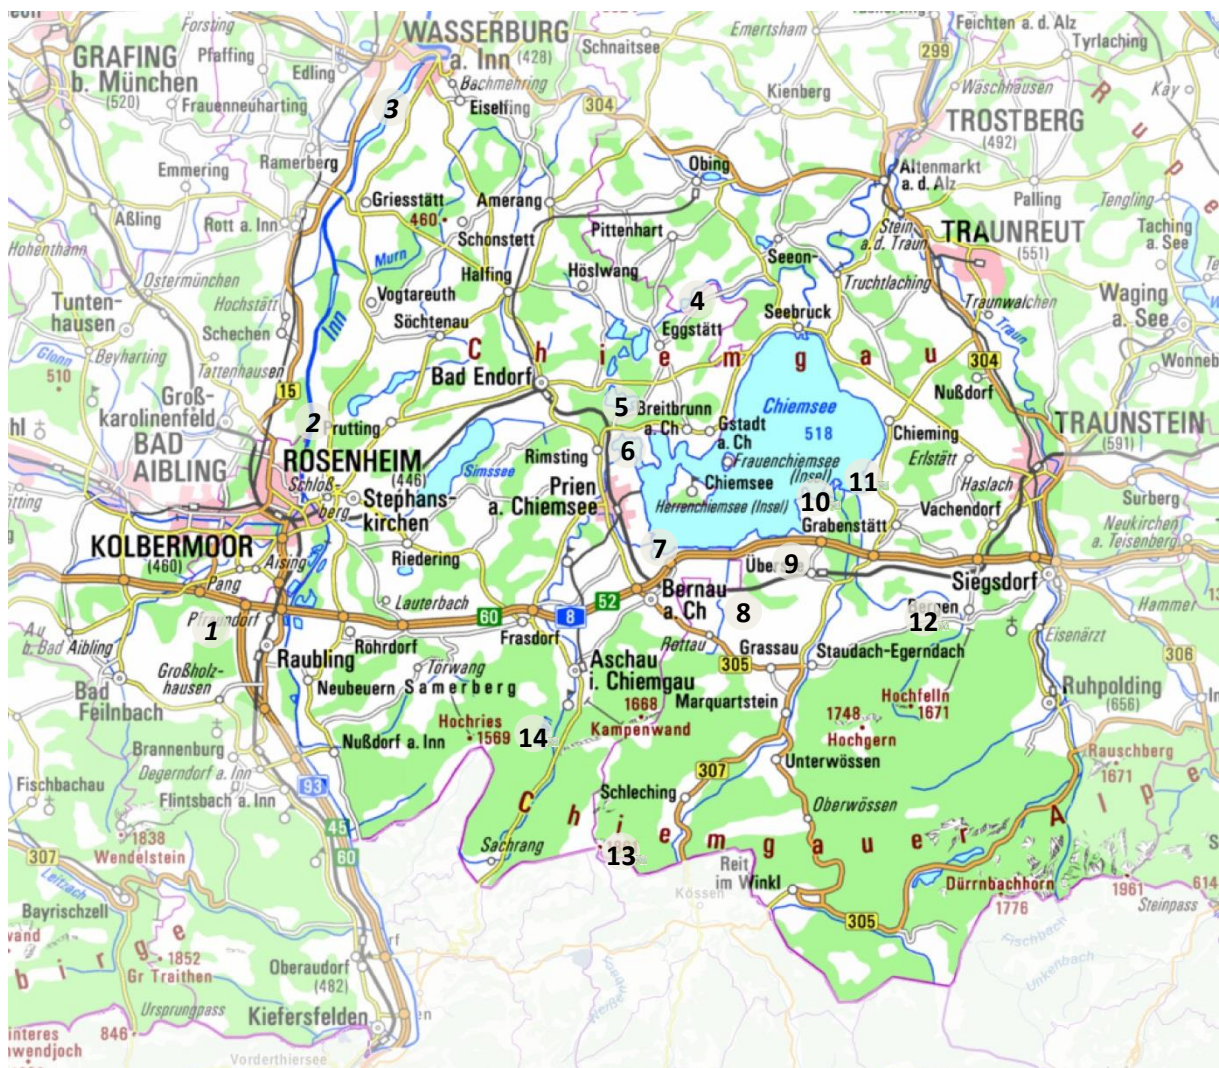 WASSERBURG
a. Inn (428)
Forsting
Pfaffing
Edling
Bachmehring
Eiselfing
GRAFING
b. München
(520)
Frauenneuharting
3
Schnaitsee
Emertsham
304
Kienberg
299
Feichten a. d. Alz
Tyrlaching
Wäschhausen
Kay
TROSTBERG
(492)
Ramerberg
Emmering
Aßling
Rott a. Inn
Griesstätt
460
Amerang
Schonstett
Obing
Pittenhart
Altenmarkt
a. d. Alz
Palling
Tengling
Taching
a. See
Stein
a.d. Traun
TRAUNREUT
(551)
Hohenthann
Ostermünchen
Murn
Halfing
Höslwang
Seeon-
Truchtlaching
Traunwalchen
Waging
a. See
Tunten-
hausen
Hochstätt
Schechen
Inn
Vogtareuth
Söchtenau
4
Eggstätt
Seebruck
Traun
Glonn
Beyharting
Tattenhausen
510
15
Chiemgau
304
Nußdorf
Bad Endorf
Groß-
karolinenfeld
BAD
AIBLING
2
Prutting
5
Breitbrunn
a. Ch
Gstadt
a. Ch
Chiemsee
518
Chieming
TRAUNSTEIN
(591)
ROSENHEIM
(446)
Schloß-
berg
Simssee
Rimsting
6
Frauenchiemsee
(Insel)
Erlstätt
Haslach
Stephans-
kirchen
Prien
a. Chiemsee
Chiemsee
Herrenchiemsee (Insel)
10
11
Grabenstätt
Vachendorf
Surberg
Neukirchen
a. Teisenberg
KOLBERMOOR
(460)
Aising
Pang
Riedering
7
Übersee
9
Siegsdorf
Lauterbach
60
8
52
Bernau
a. Ch
8
Bergen
12
Hammer
Pfraundorf
1
Au
b. Bad Aibling
Raubling
Rohrdorf
Frasdorf
Rottau
305
Grassau
Staudach-Egerndach
Eisenärzt
306
Großholz-
hausen
Törwang
Samerberg
Neubeuern
Aschau
i. Chiemgau
Marquartstein
Hochfelln
1671
Ruhpolding
(656)
Bad
Feilnbach
Hochries
1569
1668
Kampenwand
1748
Hochgern
Rauschberg
1671
Brannenburg
Nußdorf a. Inn
14
Degerndorf a. Inn
Unterwössen
Fischbachau
93
Flintsbach a. Inn
307
Schleching
Oberwössen
Chiemgauer Alpe
1838
Wendelstein
45
60
Sachrang
13
307
Leitzach
Reit
im Winkl
Dürrnbachhorn
1776
1961
614
Steinpass
Kössen
Bayrischzell
305
1852
Gr Traithen
Oberaudorf
(482)
Fischbach
Unkenbach
Ursprungpass
846
Kiefersfelden
Vorderthiersee